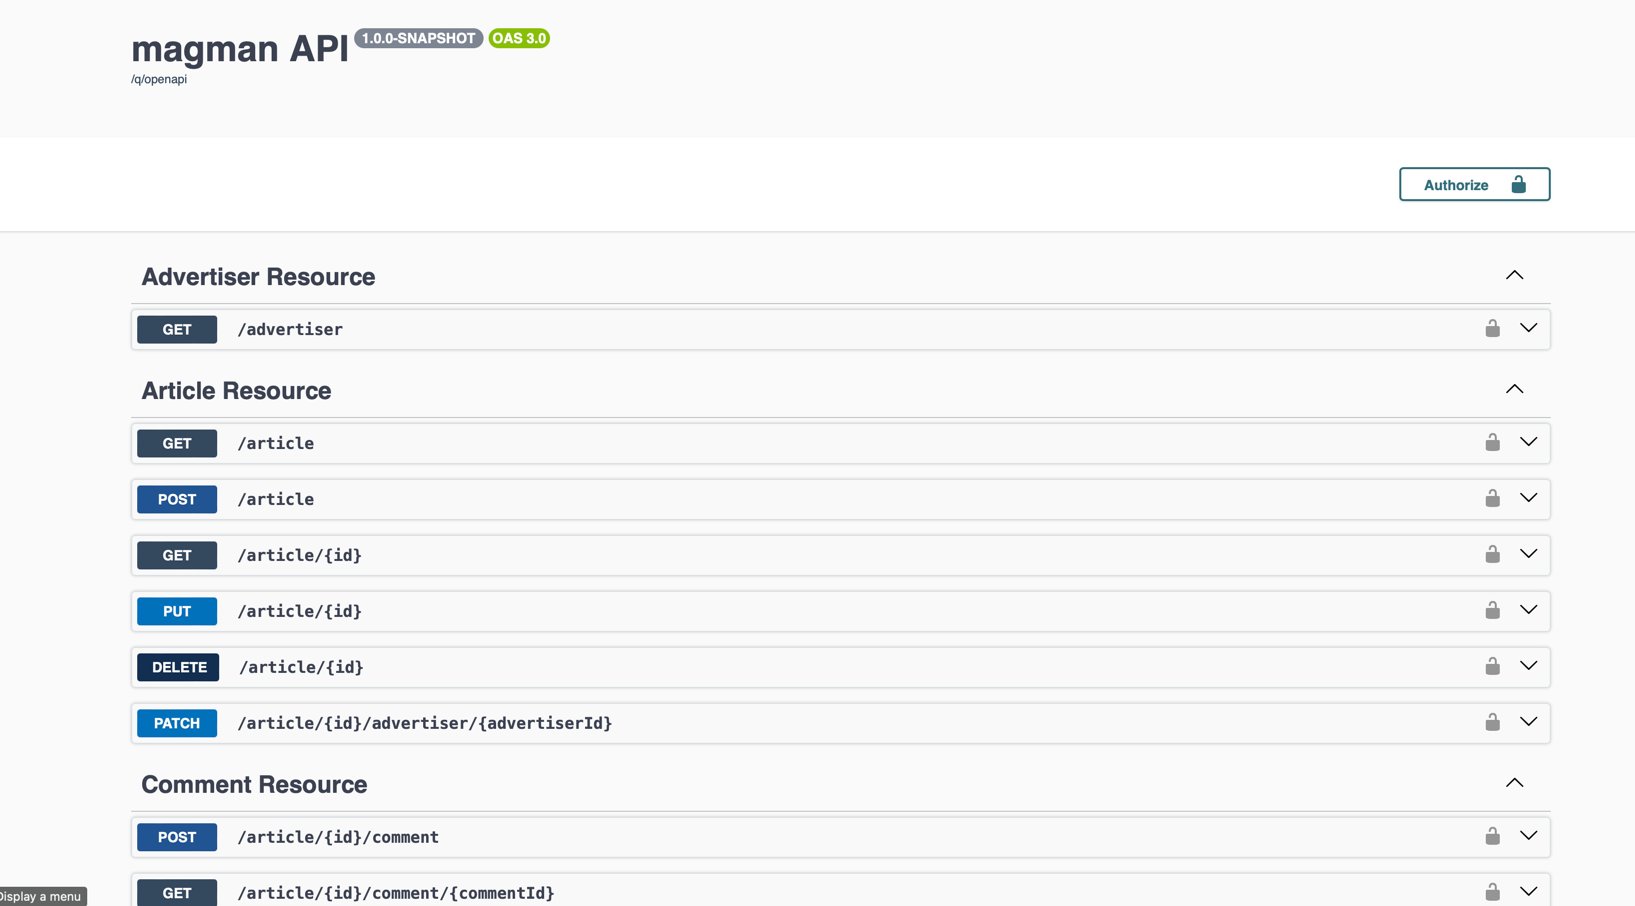 magman API 1.0.0-SNAPSHOT OAS 3.0
/q/openapi
Authorize
Advertiser Resource
GET /advertiser
Article Resource
GET /article
POST /article
GET /article/{id}
PUT /article/{id}
DELETE /article/{id}
PATCH /article/{id}/advertiser/{advertiserId}
Comment Resource
POST /article/{id}/comment
GET /article/{id}/comment/{commentId}
Display a menu